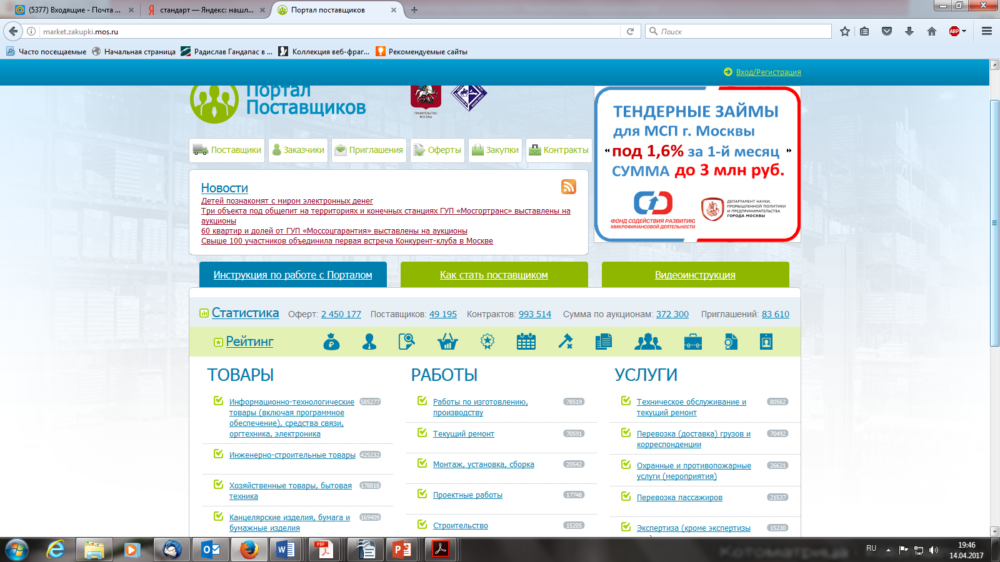 (5377) Входящие - Почта ...
стандарт — Яндекс: нашл...
Портал поставщиков
market.zakupki.mos.ru
Поиск
ABP
Часто посещаемые
Начальная страница
Радислав Гандапас в ...
Коллекция веб-фраг...
Рекомендуемые сайты
Вход/Регистрация
Портал
Поставщиков
ПРАВИТЕЛЬСТВО
МОСКВЫ
ТЕНДЕРНЫЕ ЗАЙМЫ
для МСП г. Москвы
под 1,6% за 1-й месяц
СУММА до 3 млн руб.
ФОНД СОДЕЙСТВИЯ РАЗВИТИЮ
МИКРОФИНАНСОВОЙ ДЕЯТЕЛЬНОСТИ
ДЕПАРТАМЕНТ НАУКИ,
ПРОМЫШЛЕННОЙ ПОЛИТИКИ
И ПРЕДПРИНИМАТЕЛЬСТВА
ГОРОДА МОСКВЫ
Поставщики
Заказчики
Приглашения
Оферты
Закупки
Контракты
Новости
Детей познакомят с миром электронных денег
Три объекта под общепит на территориях и конечных станциях ГУП «Мосгортранс» выставлены на
аукционы
60 квартир и долей от ГУП «Моссоцгарантия» выставлены на аукционы
Свыше 100 участников объединила первая встреча Конкурент-клуба в Москве
Инструкция по работе с Порталом
Как стать поставщиком
Видеоинструкция
Статистика Оферт: 2 450 177 Поставщиков: 49 195 Контрактов: 993 514 Сумма по аукционам: 372 300 Приглашений: 83 610
Рейтинг
ТОВАРЫ
Информационно-технологические 585277
товары (включая программное
обеспечение), средства связи,
оргтехника, электроника
Инженерно-строительные товары 425232
Хозяйственные товары, бытовая 178818
техника
Канцелярские изделия, бумага и 169409
бумажные изделия
РАБОТЫ
Работы по изготовлению, 78519
производству
Текущий ремонт 70591
Монтаж, установка, сборка 20542
Проектные работы 17748
Строительство 15205
УСЛУГИ
Техническое обслуживание и 80562
текущий ремонт
Перевозка (доставка) грузов и 70492
корреспонденции
Охранные и противопожарные 26621
услуги (мероприятия)
Перевозка пассажиров 21537
Экспертиза (кроме экспертизы 15230
RU
19:46
14.04.2017